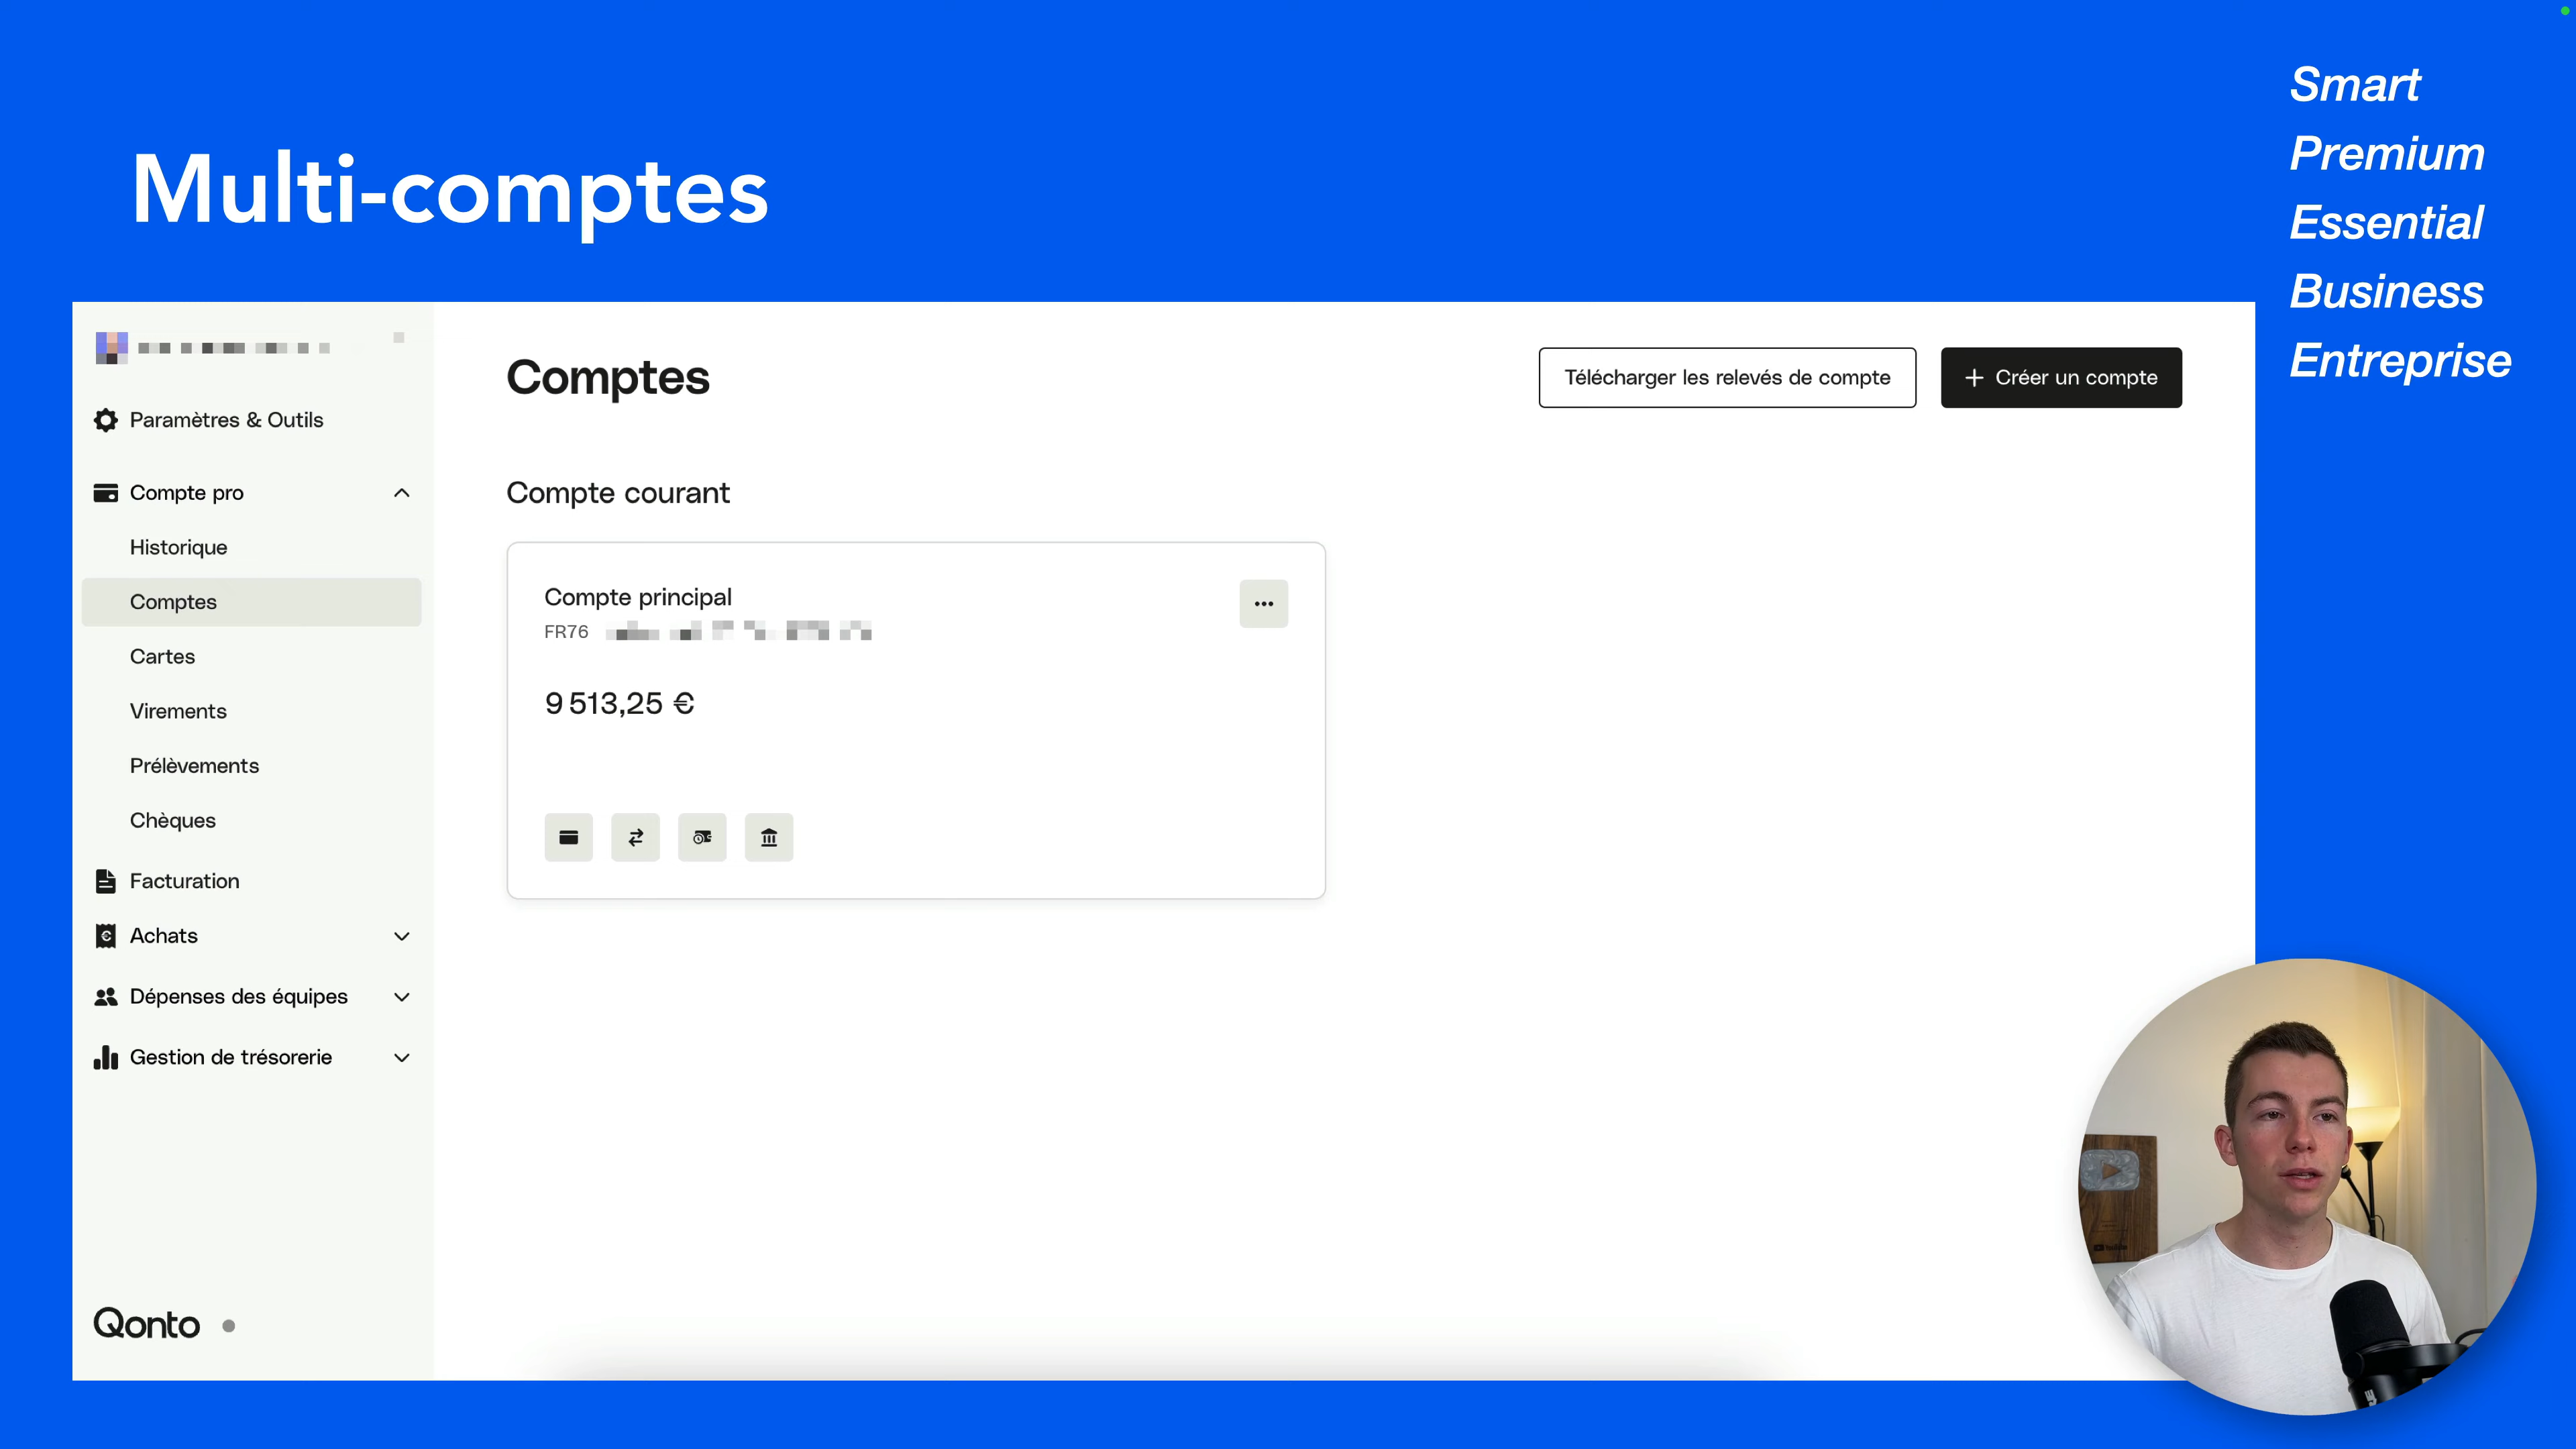 Multi-comptes
Smart
Premium
Essential
Business
Entreprise
Paramètres & Outils
Compte pro
Historique
Comptes
Cartes
Virements
Prélèvements
Chèques
Facturation
Achats
Dépenses des équipes
Gestion de trésorerie
Qonto
Comptes
Télécharger les relevés de compte
+ Créer un compte
Compte courant
Compte principal
FR76
9 513,25 €